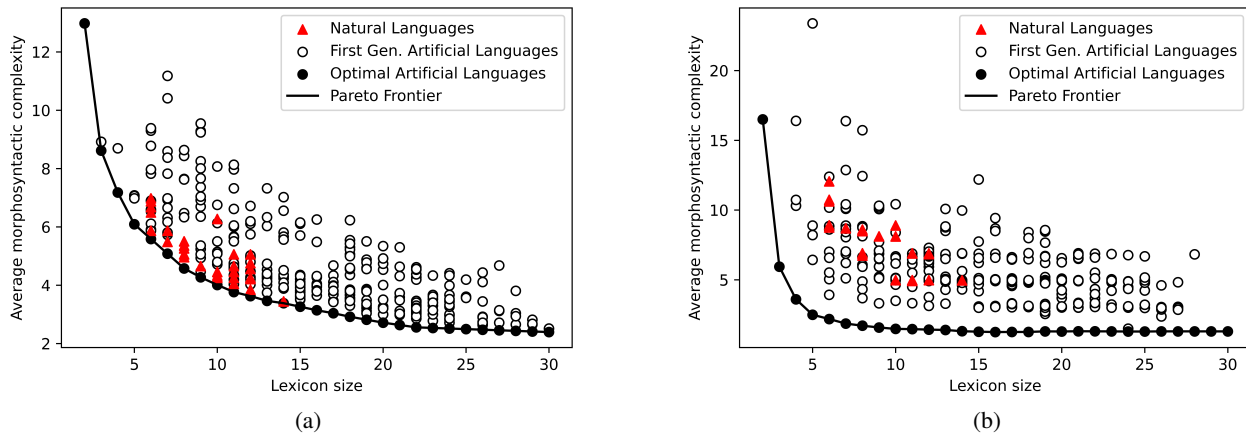 Natural Languages
First Gen. Artificial Languages
Optimal Artificial Languages
Pareto Frontier
Average morphosyntactic complexity
12
10
8
6
4
2
5
10
15
20
25
30
Lexicon size
(a)
Natural Languages
First Gen. Artificial Languages
Optimal Artificial Languages
Pareto Frontier
Average morphosyntactic complexity
20
15
10
5
5
10
15
20
25
30
Lexicon size
(b)